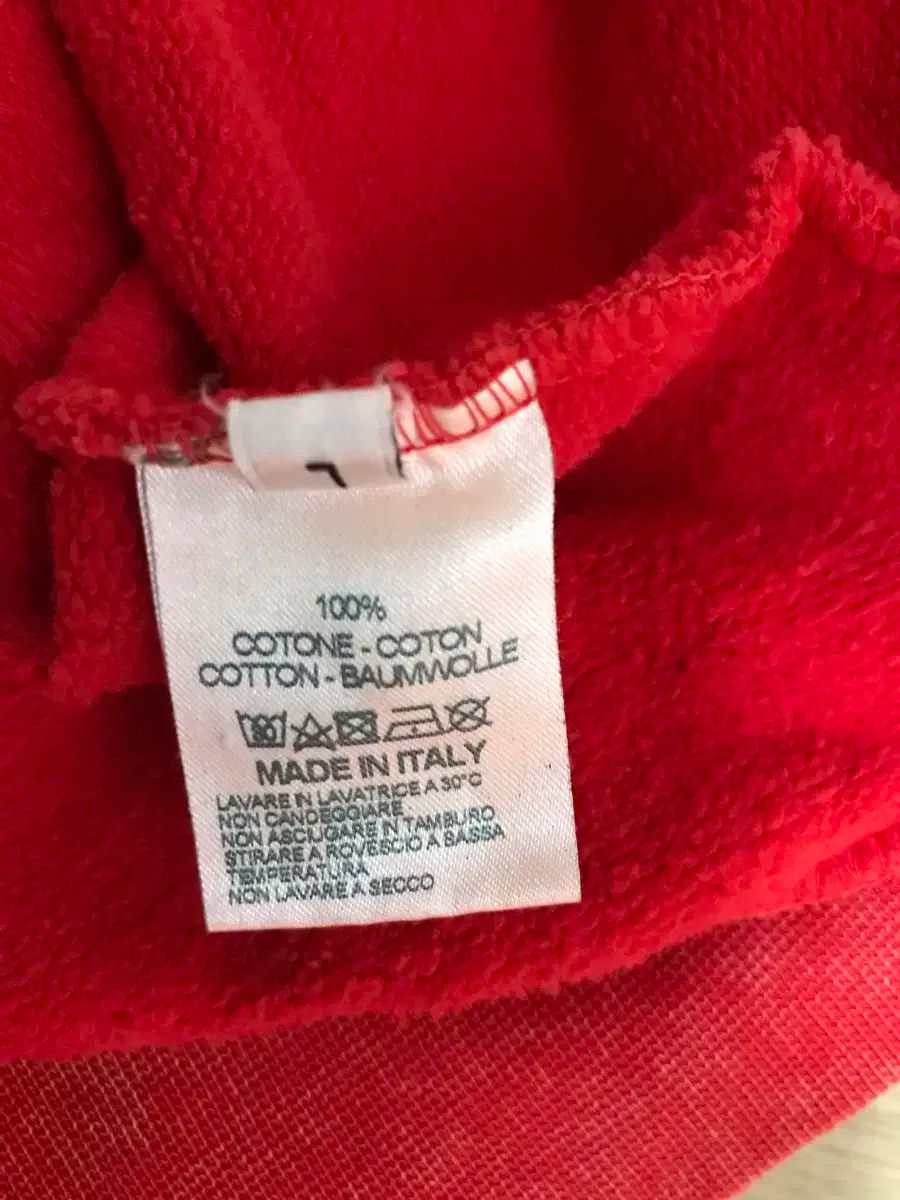 L
100%
COTONE - COTON
COTTON - BAUMWOLLE
30
MADE IN ITALY
LAVARE IN LAVATRICE A 30°C
NON CANDEGGIARE
NON ASCIUGARE IN TAMBURO
STIRARE A ROVESCIO A BASSA
TEMPERATURA
NON LAVARE A SECCO